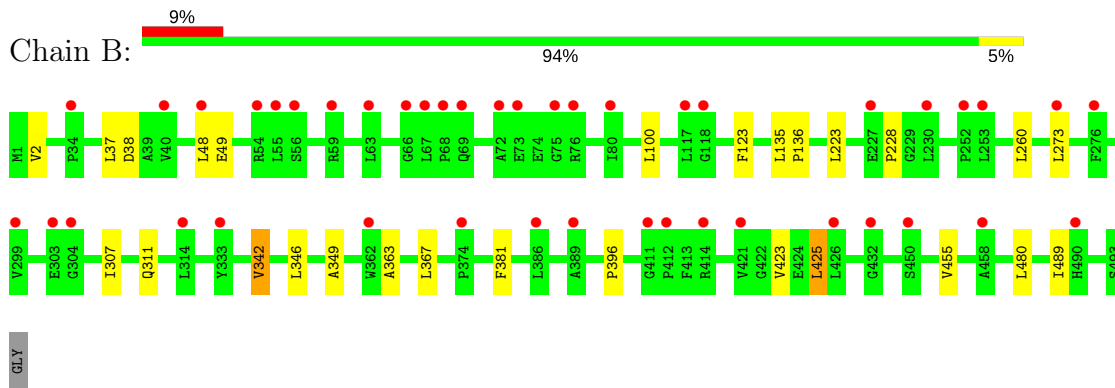 9%
Chain B:
94% 5%
M1 V2 P34 L37 D38 A39 V40 L48 E49 R54 L55 S56 R59 L63 G66 L67 P68 Q69 A72 E73 E74 G75 R76 I80 L100 L117 G118 F123 L135 P136 L223 E227 P228 G229 L230 P252 L253 L260 L273 F276
V299 E303 G304 I307 Q311 L314 Y333 V342 L346 A349 W362 A363 L367 P374 F381 L386 A389 P396 G411 P412 F413 R414 V421 G422 V423 E424 L425 L426 G432 S450 V455 A458 L480 I489 H490 S493
GLY